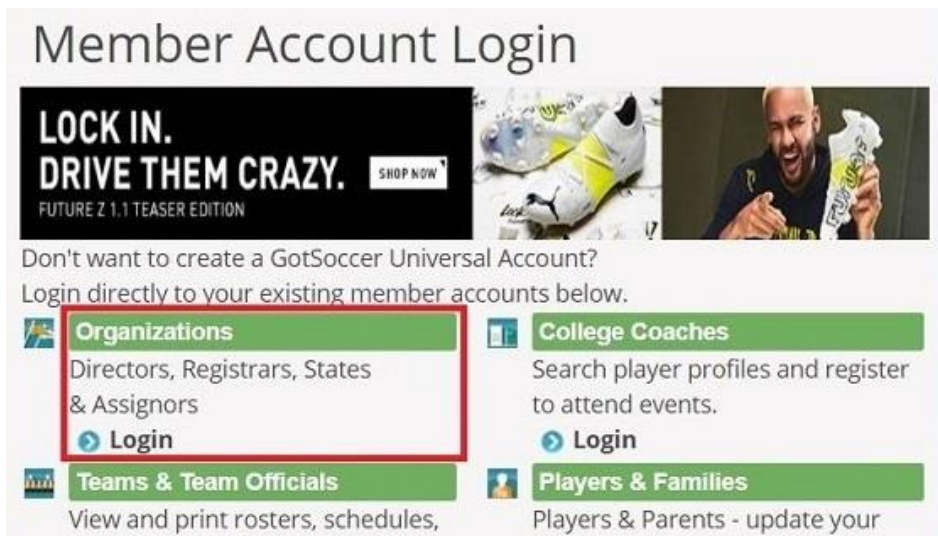 Member Account Login
LOCK IN.
DRIVE THEM CRAZY.
SHOP NOW
FUTURE Z 1.1 TEASER EDITION
Don't want to create a GotSoccer Universal Account?
Login directly to your existing member accounts below.
Organizations
Directors, Registrars, States
& Assignors
Login
College Coaches
Search player profiles and register
to attend events.
Login
Teams & Team Officials
View and print rosters, schedules,
Players & Families
Players & Parents - update your